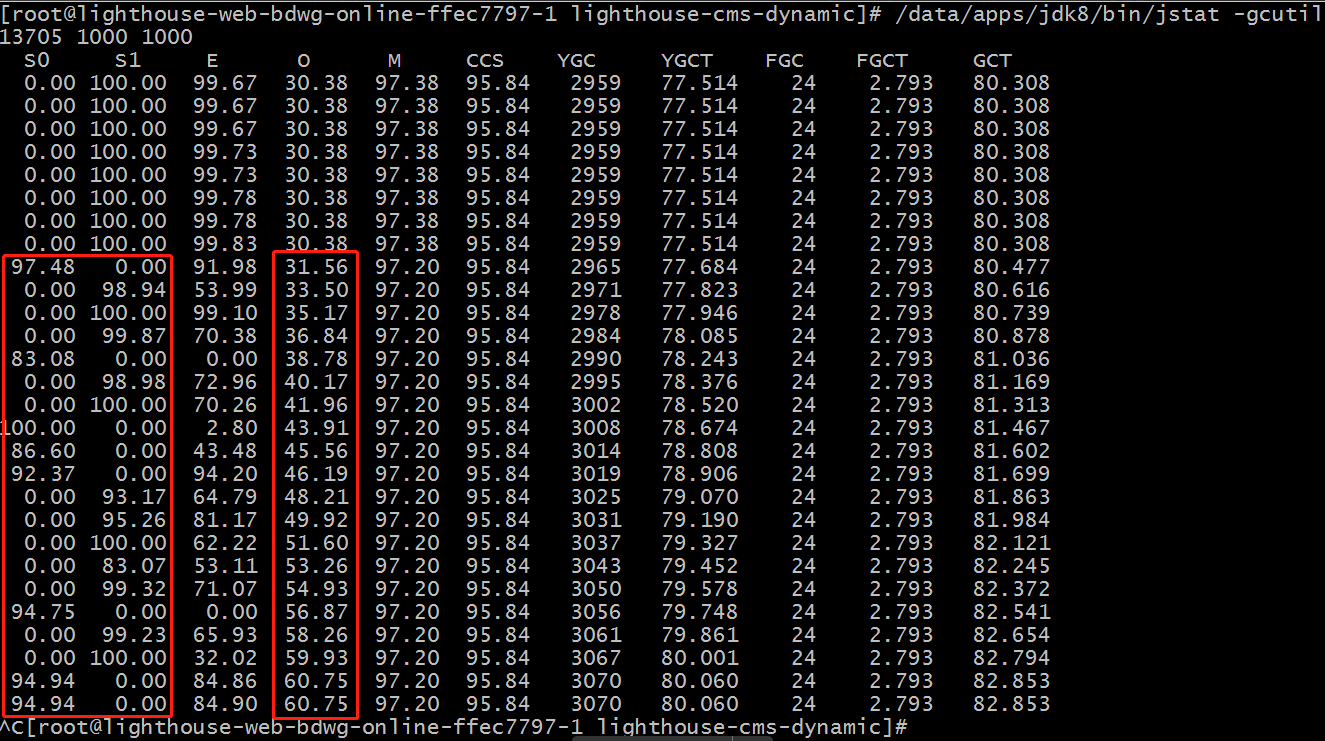 [root@lighthouse-web-bdwg-online-ffec7797-1 lighthouse-cms-dynamic]# /data/apps/jdk8/bin/jstat -gcutil
13705 1000 1000
S0 S1 E O M CCS YGC YGCT FGC FGCT GCT
0.00 100.00 99.67 30.38 97.38 95.84 2959 77.514 24 2.793 80.308
0.00 100.00 99.67 30.38 97.38 95.84 2959 77.514 24 2.793 80.308
0.00 100.00 99.67 30.38 97.38 95.84 2959 77.514 24 2.793 80.308
0.00 100.00 99.73 30.38 97.38 95.84 2959 77.514 24 2.793 80.308
0.00 100.00 99.73 30.38 97.38 95.84 2959 77.514 24 2.793 80.308
0.00 100.00 99.78 30.38 97.38 95.84 2959 77.514 24 2.793 80.308
0.00 100.00 99.78 30.38 97.38 95.84 2959 77.514 24 2.793 80.308
0.00 100.00 99.83 30.38 97.38 95.84 2959 77.514 24 2.793 80.308
97.48 0.00 91.98 31.56 97.20 95.84 2965 77.684 24 2.793 80.477
0.00 98.94 53.99 33.50 97.20 95.84 2971 77.823 24 2.793 80.616
0.00 100.00 99.10 35.17 97.20 95.84 2978 77.946 24 2.793 80.739
0.00 99.87 70.38 36.84 97.20 95.84 2984 78.085 24 2.793 80.878
83.08 0.00 0.00 38.78 97.20 95.84 2990 78.243 24 2.793 81.036
0.00 98.98 72.96 40.17 97.20 95.84 2995 78.376 24 2.793 81.169
0.00 100.00 70.26 41.96 97.20 95.84 3002 78.520 24 2.793 81.313
100.00 0.00 2.80 43.91 97.20 95.84 3008 78.674 24 2.793 81.467
86.60 0.00 43.48 45.56 97.20 95.84 3014 78.808 24 2.793 81.602
92.37 0.00 94.20 46.19 97.20 95.84 3019 78.906 24 2.793 81.699
0.00 93.17 64.79 48.21 97.20 95.84 3025 79.070 24 2.793 81.863
0.00 95.26 81.17 49.92 97.20 95.84 3031 79.190 24 2.793 81.984
0.00 100.00 62.22 51.60 97.20 95.84 3037 79.327 24 2.793 82.121
0.00 83.07 53.11 53.26 97.20 95.84 3043 79.452 24 2.793 82.245
0.00 99.32 71.07 54.93 97.20 95.84 3050 79.578 24 2.793 82.372
94.75 0.00 0.00 56.87 97.20 95.84 3056 79.748 24 2.793 82.541
0.00 99.23 65.93 58.26 97.20 95.84 3061 79.861 24 2.793 82.654
0.00 100.00 32.02 59.93 97.20 95.84 3067 80.001 24 2.793 82.794
94.94 0.00 84.86 60.75 97.20 95.84 3070 80.060 24 2.793 82.853
94.94 0.00 84.90 60.75 97.20 95.84 3070 80.060 24 2.793 82.853
^C[root@lighthouse-web-bdwg-online-ffec7797-1 lighthouse-cms-dynamic]#